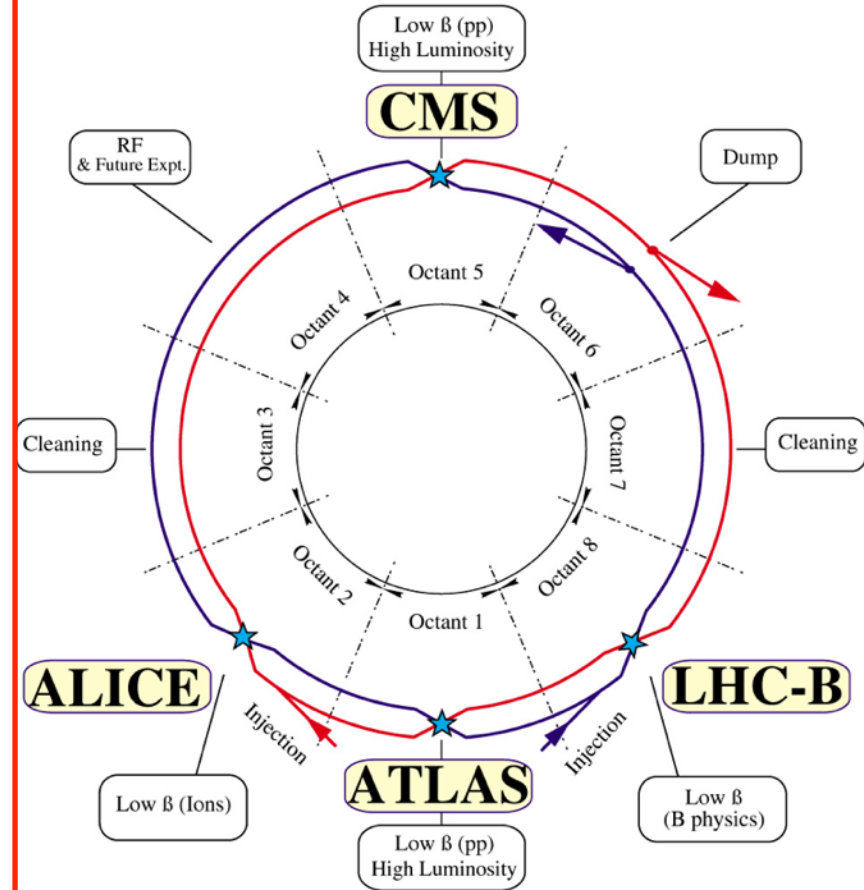 Low ß (pp)
High Luminosity
CMS
RF
& Future Expt.
Dump
Octant 5
Octant 4
Octant 6
Cleaning
Octant 3
Octant 7
Cleaning
Octant 2
Octant 8
Octant 1
ALICE
LHC-B
Injection
Injection
ATLAS
Low ß (Ions)
Low ß
(B physics)
Low ß (pp)
High Luminosity